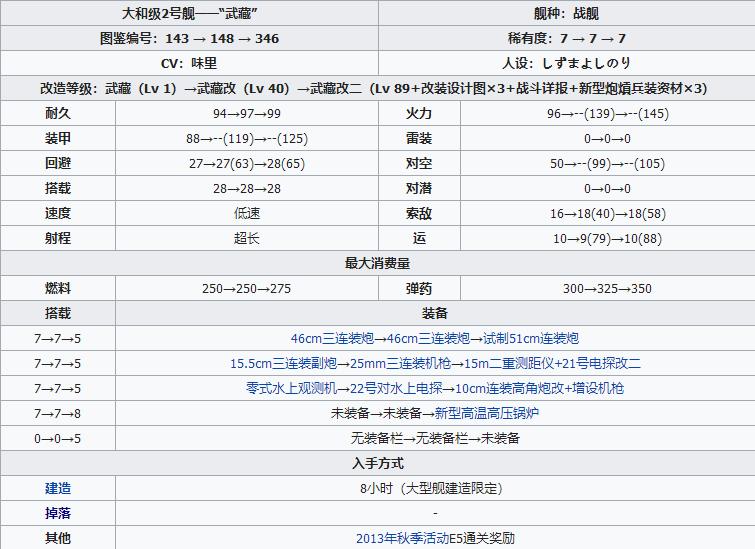 大和级2号舰——“武藏” 舰种：战舰
图鉴编号：143 → 148 → 346 稀有度：7 → 7 → 7
CV：味里 人设：しずまよしのり
改造等级：武藏（Lv 1）→武藏改（Lv 40）→武藏改二（Lv 89+改装设计图×3+战斗详报+新型炮熕兵装资材×3）
耐久 94→97→99 火力 96→--(139)→--(145)
装甲 88→--(119)→--(125) 雷装 0→0→0
回避 27→27(63)→28(65) 对空 50→--(99)→--(105)
搭载 28→28→28 对潜 0→0→0
速度 低速 索敌 16→18(40)→18(58)
射程 超长 运 10→9(79)→10(88)
最大消费量
燃料 250→250→275 弹药 300→325→350
搭载 装备
7→7→5 46cm三连装炮→46cm三连装炮→试制51cm连装炮
7→7→5 15.5cm三连装副炮→25mm三连装机枪→15m二重测距仪+21号电探改二
7→7→5 零式水上观测机→22号对水上电探→10cm连装高角炮改+增设机枪
7→7→8 未装备→未装备→新型高温高压锅炉
0→0→5 无装备栏→无装备栏→未装备
入手方式
建造 8小时（大型舰建造限定）
掉落 -
其他 2013年秋季活动E5通关奖励